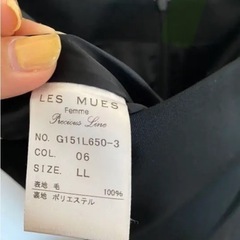 LES MUES
Femme
Precious Line
NO. G151L650-3
COL. 06
SIZE. LL
表地 毛 100%
裏地 ポリエステル